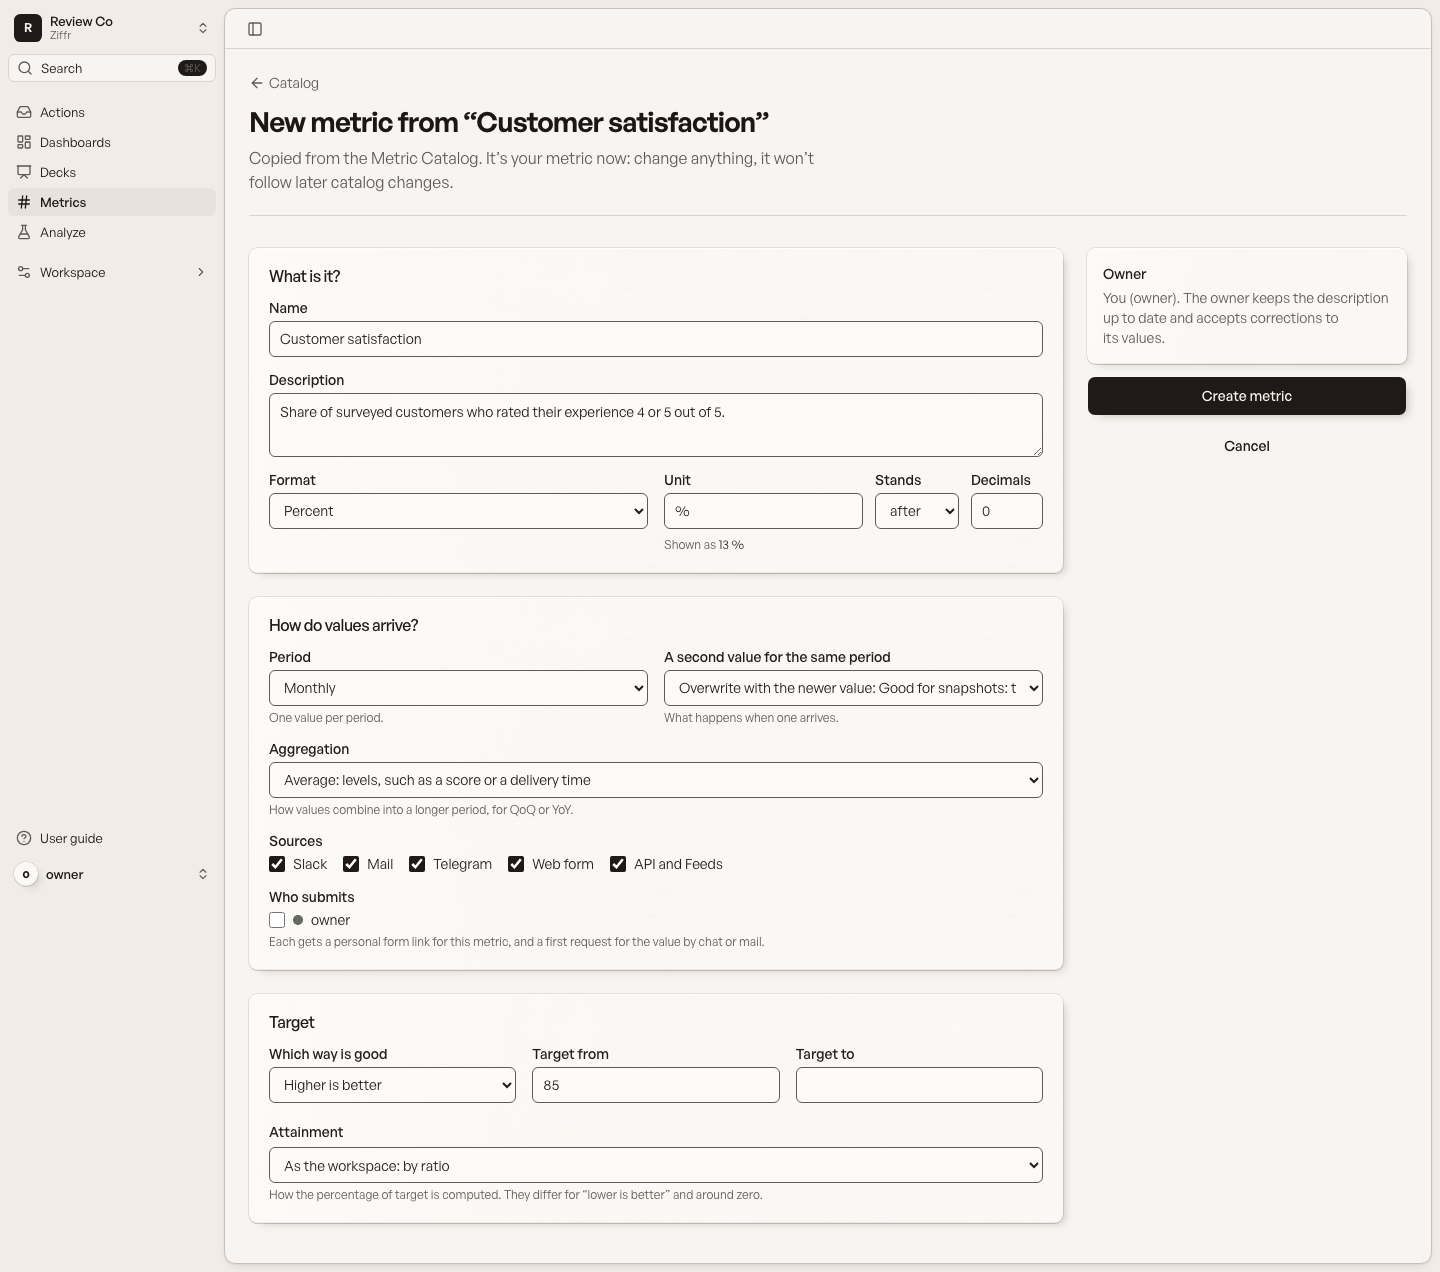 R
Review Co
Ziffr
Search
⌘K
Actions
Dashboards
Decks
Metrics
Analyze
Workspace
User guide
o
owner
Catalog
New metric from “Customer satisfaction”
Copied from the Metric Catalog. It’s your metric now: change anything, it won’t
follow later catalog changes.
What is it?
Name
Customer satisfaction
Description
Share of surveyed customers who rated their experience 4 or 5 out of 5.
Format
Unit
Stands
Decimals
Percent
%
after
0
Shown as 13 %
How do values arrive?
Period
A second value for the same period
Monthly
Overwrite with the newer value: Good for snapshots: t
One value per period.
What happens when one arrives.
Aggregation
Average: levels, such as a score or a delivery time
How values combine into a longer period, for QoQ or YoY.
Sources
Slack
Mail
Telegram
Web form
API and Feeds
Who submits
owner
Each gets a personal form link for this metric, and a first request for the value by chat or mail.
Target
Which way is good
Target from
Target to
Higher is better
85
Attainment
As the workspace: by ratio
How the percentage of target is computed. They differ for “lower is better” and around zero.
Owner
You (owner). The owner keeps the description
up to date and accepts corrections to
its values.
Create metric
Cancel